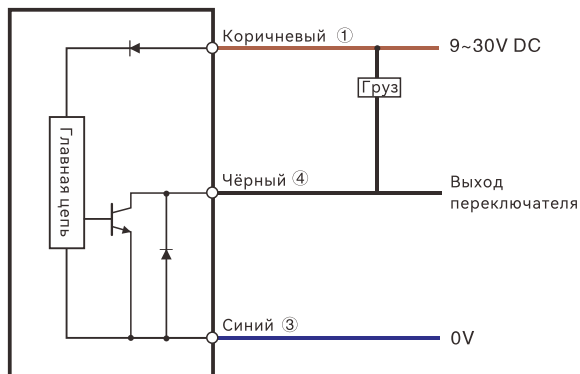 Коричневый ①
9~30V DC
Груз
Главная цепь
Чёрный ④
Выход
переключателя
Синий ③
0V